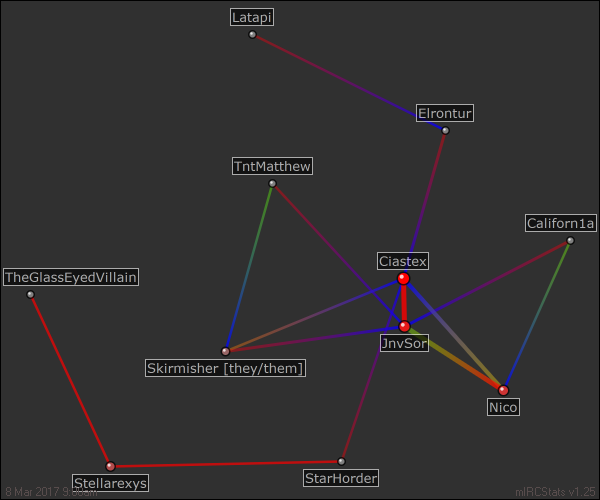 Latapi
Elrontur
TntMatthew
Californ1a
Ciastex
TheGlassEyedVillain
JnvSor
Skirmisher [they/them]
Nico
StarHorder
Stellarexys
8 Mar 2017 9:00am
mIRCStats v1.25